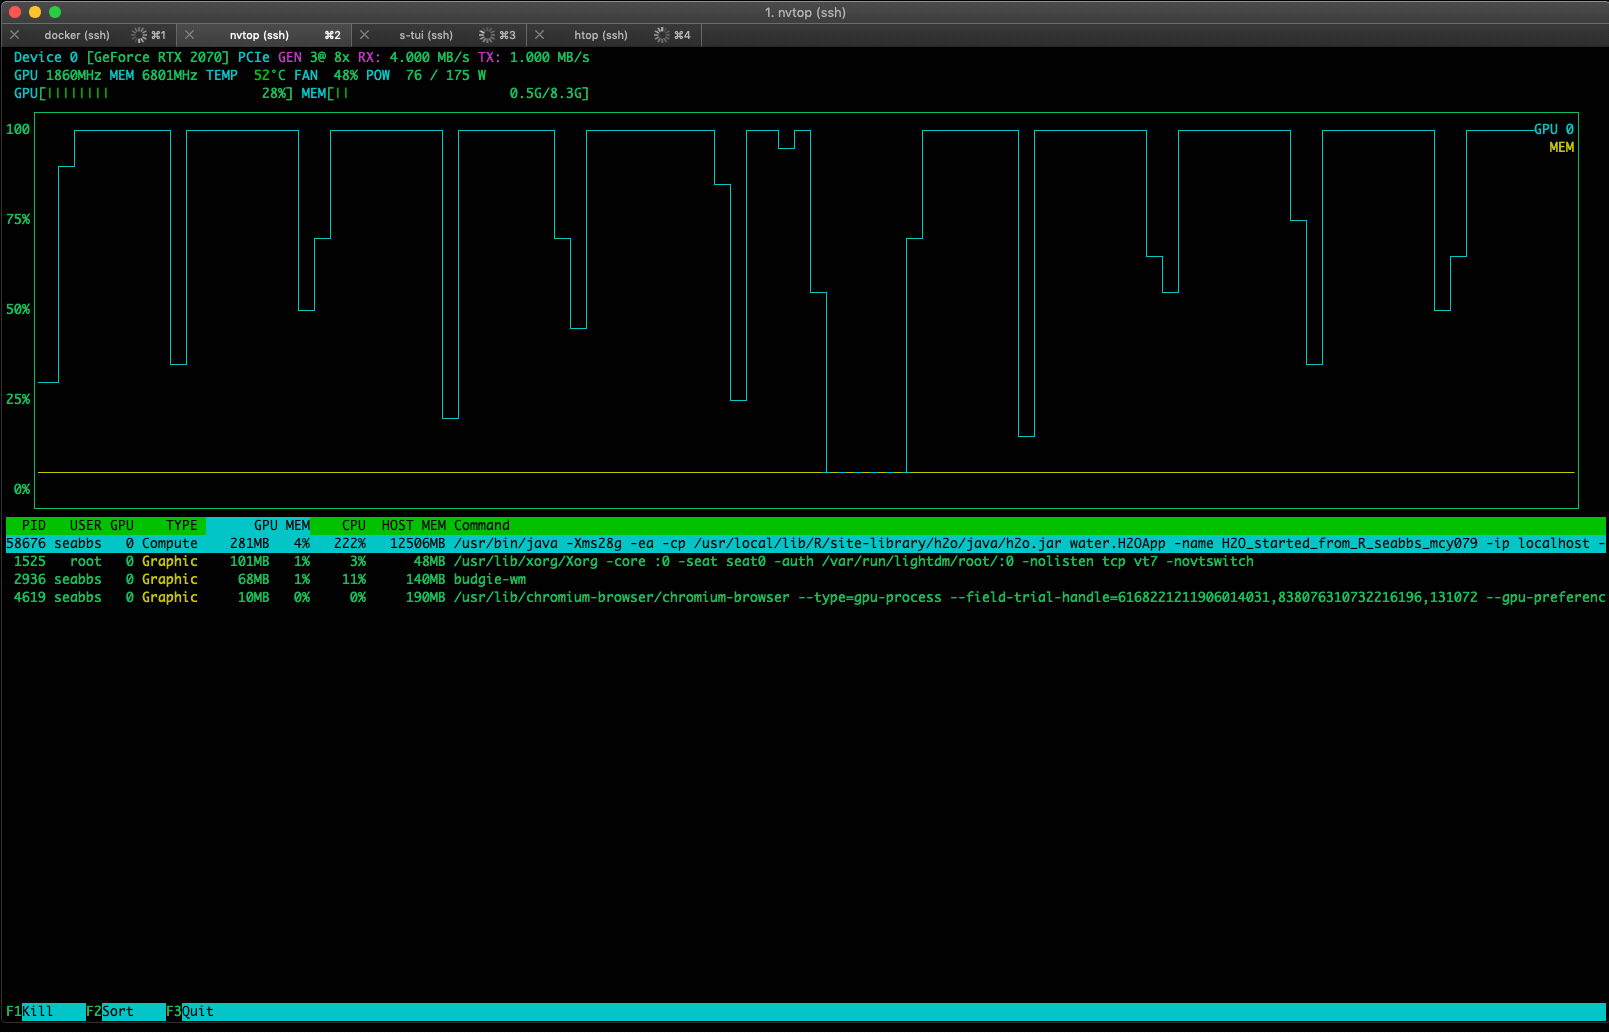 1. nvtop (ssh)
docker (ssh) ⌘1 nvtop (ssh) ⌘2 s-tui (ssh) ⌘3 htop (ssh) ⌘4
Device 0 [GeForce RTX 2070] PCIe GEN 3@ 8x RX: 4.000 MB/s TX: 1.000 MB/s
GPU 1860MHz MEM 6801MHz TEMP 52°C FAN 48% POW 76 / 175 W
GPU[|||||||| 28%] MEM[|| 0.5G/8.3G]
100 GPU 0
MEM
75%
50%
25%
0%
PID USER GPU TYPE GPU MEM CPU HOST MEM Command
58676 seabbs 0 Compute 281MB 4% 222% 12506MB /usr/bin/java -Xms28g -ea -cp /usr/local/lib/R/site-library/h2o/java/h2o.jar water.H2OApp -name H2O_started_from_R_seabbs_mcy079 -ip localhost -
1525 root 0 Graphic 101MB 1% 3% 48MB /usr/lib/xorg/Xorg -core :0 -seat seat0 -auth /var/run/lightdm/root/:0 -nolisten tcp vt7 -novtswitch
2936 seabbs 0 Graphic 68MB 1% 11% 140MB budgie-wm
4619 seabbs 0 Graphic 10MB 0% 0% 190MB /usr/lib/chromium-browser/chromium-browser --type=gpu-process --field-trial-handle=6168221211906014031,838076310732216196,131072 --gpu-preferenc
F1Kill F2Sort F3Quit